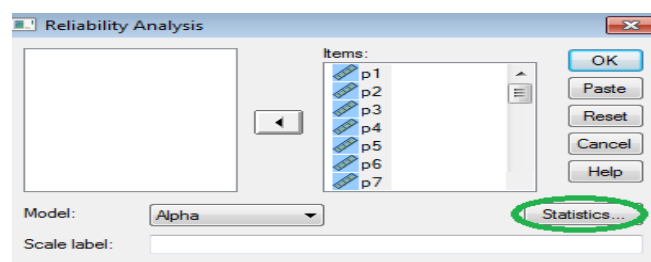 Reliability Analysis
Items:
p1
p2
p3
p4
p5
p6
p7
OK
Paste
Reset
Cancel
Help
Model:
Alpha
Statistics...
Scale label: